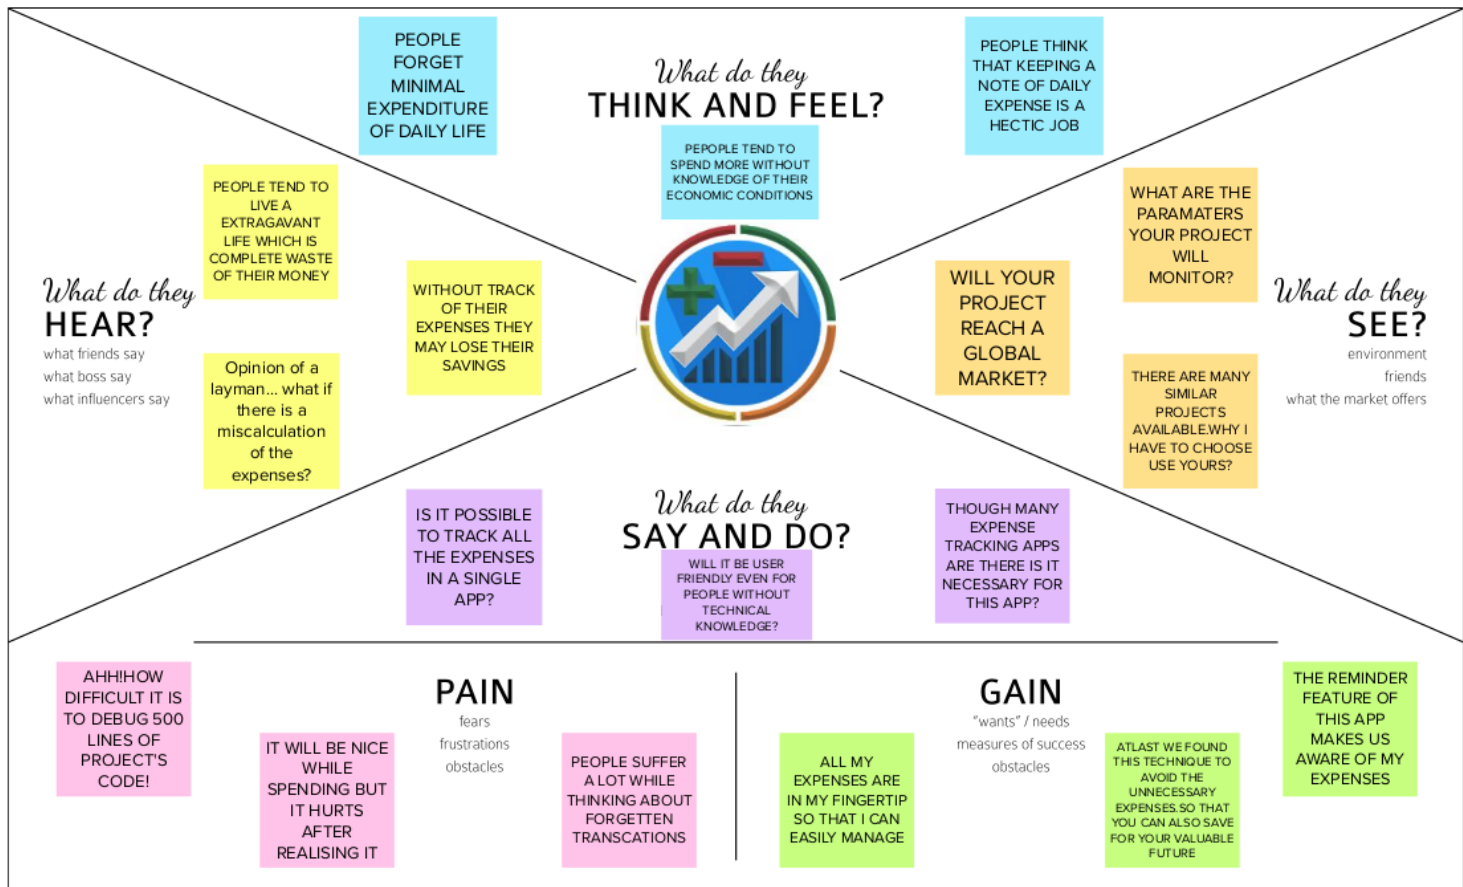 PEOPLE
FORGET
MINIMAL
EXPENDITURE
OF DAILY LIFE
What do they
THINK AND FEEL?
PEPOPLE TEND TO
SPEND MORE WITHOUT
KNOWLEDGE OF THEIR
ECONOMIC CONDITIONS
PEOPLE THINK
THAT KEEPING A
NOTE OF DAILY
EXPENSE IS A
HECTIC JOB
What do they
HEAR?
what friends say
what boss say
what influencers say
PEOPLE TEND TO
LIVE A
EXTRAGAVANT
LIFE WHICH IS
COMPLETE WASTE
OF THEIR MONEY
WITHOUT TRACK
OF THEIR
EXPENSES THEY
MAY LOSE THEIR
SAVINGS
Opinion of a
layman... what if
there is a
miscalculation
of the
expenses?
WILL YOUR
PROJECT
REACH A
GLOBAL
MARKET?
WHAT ARE THE
PARAMATERS
YOUR PROJECT
WILL
MONITOR?
THERE ARE MANY
SIMILAR
PROJECTS
AVAILABLE.WHY I
HAVE TO CHOOSE
USE YOURS?
What do they
SEE?
environment
friends
what the market offers
What do they
SAY AND DO?
IS IT POSSIBLE
TO TRACK ALL
THE EXPENSES
IN A SINGLE
APP?
WILL IT BE USER
FRIENDLY EVEN FOR
PEOPLE WITHOUT
TECHNICAL
KNOWLEDGE?
THOUGH MANY
EXPENSE
TRACKING APPS
ARE THERE IS IT
NECESSARY FOR
THIS APP?
PAIN
fears
frustrations
obstacles
AHH!HOW
DIFFICULT IT IS
TO DEBUG 500
LINES OF
PROJECT'S
CODE!
IT WILL BE NICE
WHILE
SPENDING BUT
IT HURTS
AFTER
REALISING IT
PEOPLE SUFFER
A LOT WHILE
THINKING ABOUT
FORGETTEN
TRANSCATIONS
GAIN
"wants" / needs
measures of success
obstacles
ALL MY
EXPENSES ARE
IN MY FINGERTIP
SO THAT I CAN
EASILY MANAGE
ATLAST WE FOUND
THIS TECHNIQUE TO
AVOID THE
UNNECESSARY
EXPENSES.SO THAT
YOU CAN ALSO SAVE
FOR YOUR VALUABLE
FUTURE
THE REMINDER
FEATURE OF
THIS APP
MAKES US
AWARE OF MY
EXPENSES